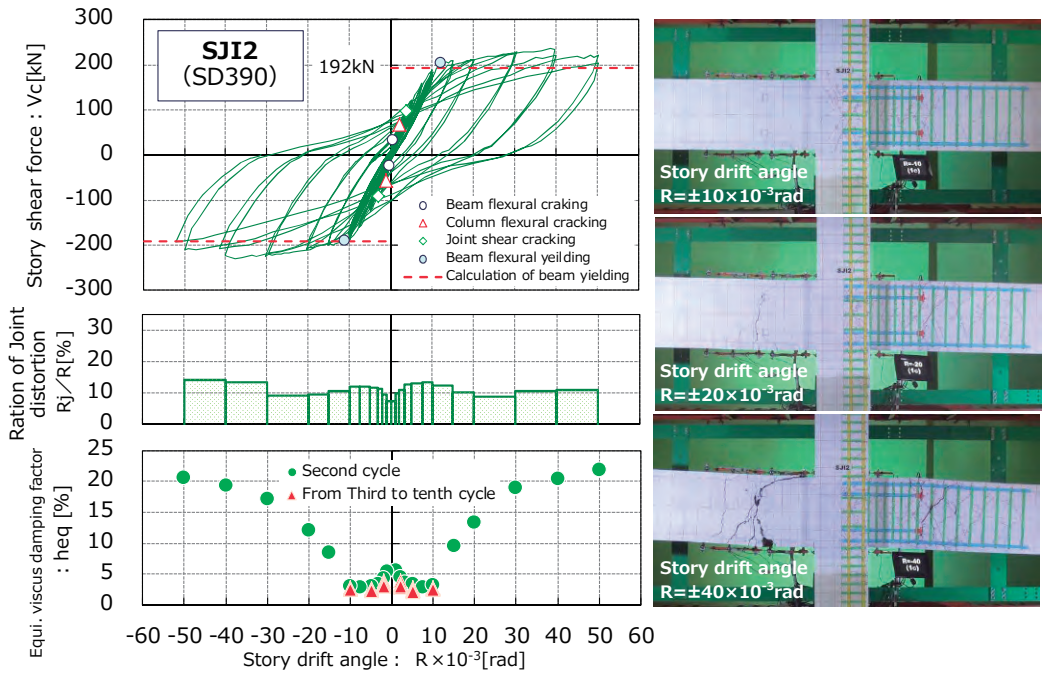 300
200
100
0
-100
-200
-300
Story shear force : Vc[kN]
SJI2
(SD390)
192kN
Beam flexural craking
Column flexural cracking
Joint shear cracking
Beam flexural yeilding
Calculation of beam yielding
30
20
10
0
Ration of Joint
distortion
Rj／R[%]
25
20
15
10
5
0
Equi. viscus damping factor
: heq [%]
Second cycle
From Third to tenth cycle
-60 -50 -40 -30 -20 -10 0 10 20 30 40 50 60
Story drift angle : R×10⁻³[rad]
SJI2
R=-10
(1c)
Story drift angle
R=±10×10⁻³rad
SJI2
(1c)
Story drift angle
R=±20×10⁻³rad
SJI2
R=-40
(1c)
Story drift angle
R=±40×10⁻³rad